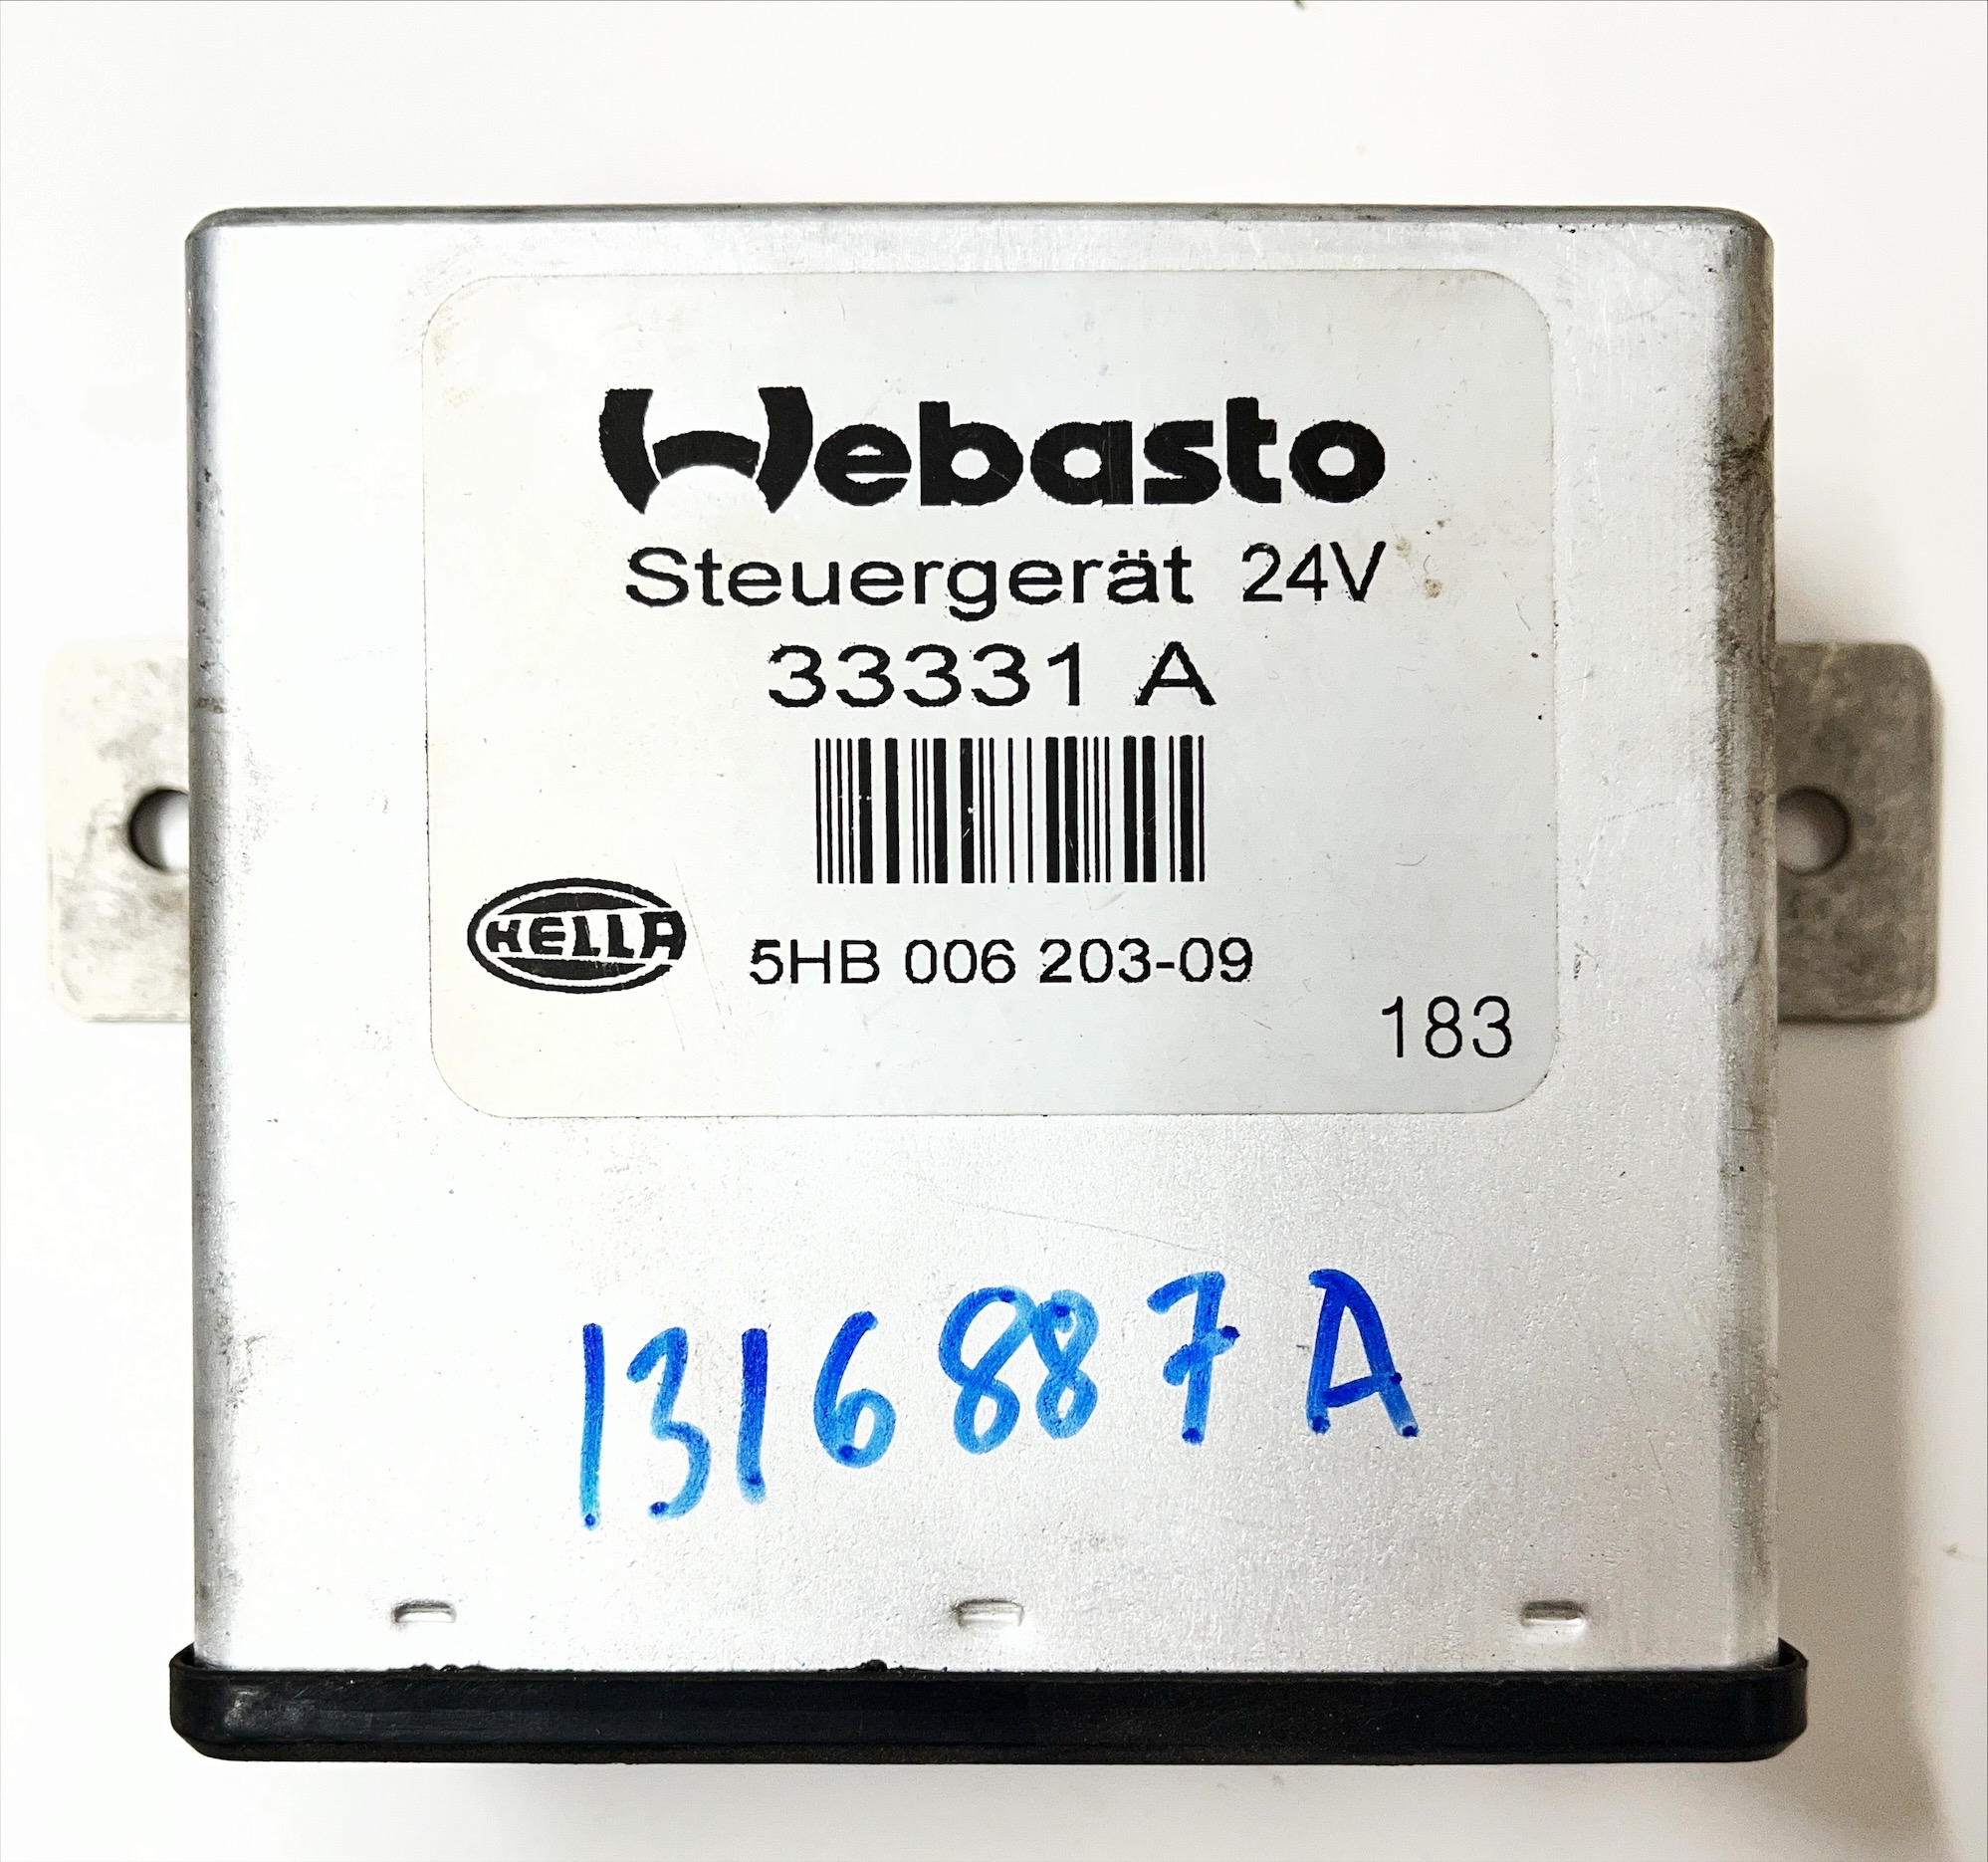 Webasto
Steuergerät 24V
33331 A
HELLA
5HB 006 203-09
183
1316887A